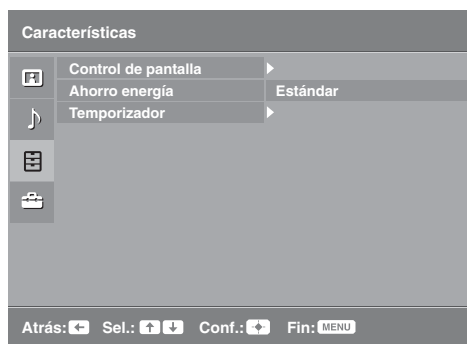 Características
Control de pantalla
Ahorro energía Estándar
Temporizador
Atrás: Sel.: Conf.: Fin: MENU